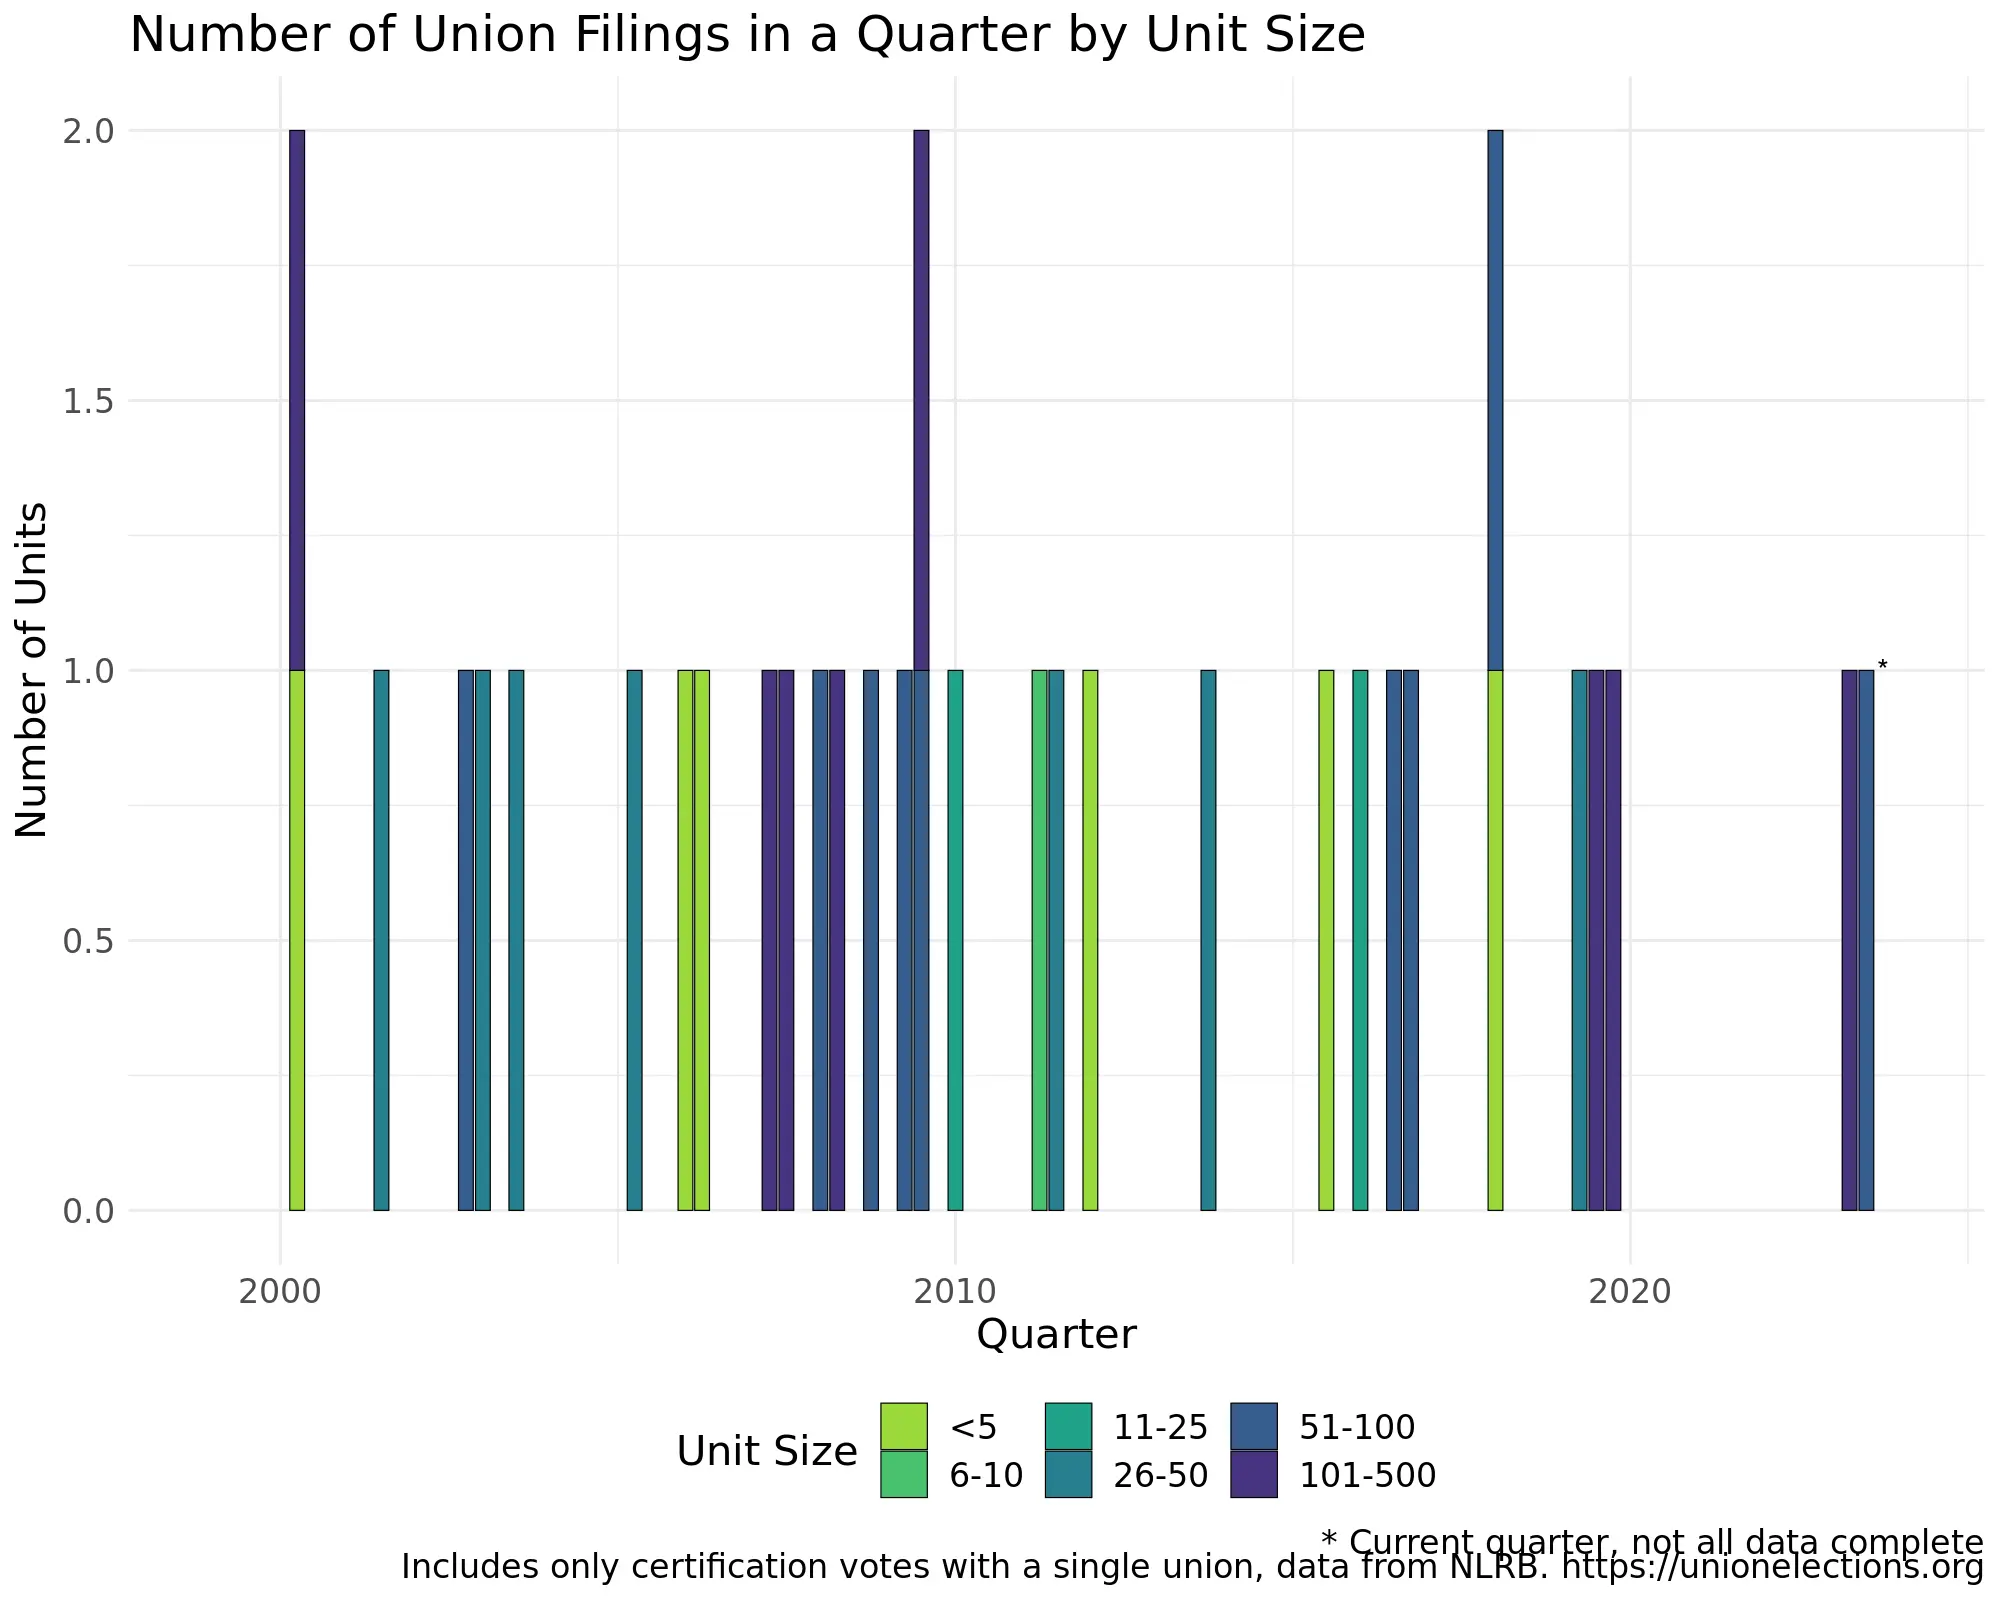 Number of Union Filings in a Quarter by Unit Size
Number of Units
2.0
1.5
1.0
0.5
0.0
*
2000 2010 2020
Quarter
Unit Size
<5 11-25 51-100
6-10 26-50 101-500
* Current quarter, not all data complete
Includes only certification votes with a single union, data from NLRB. https://unionelections.org